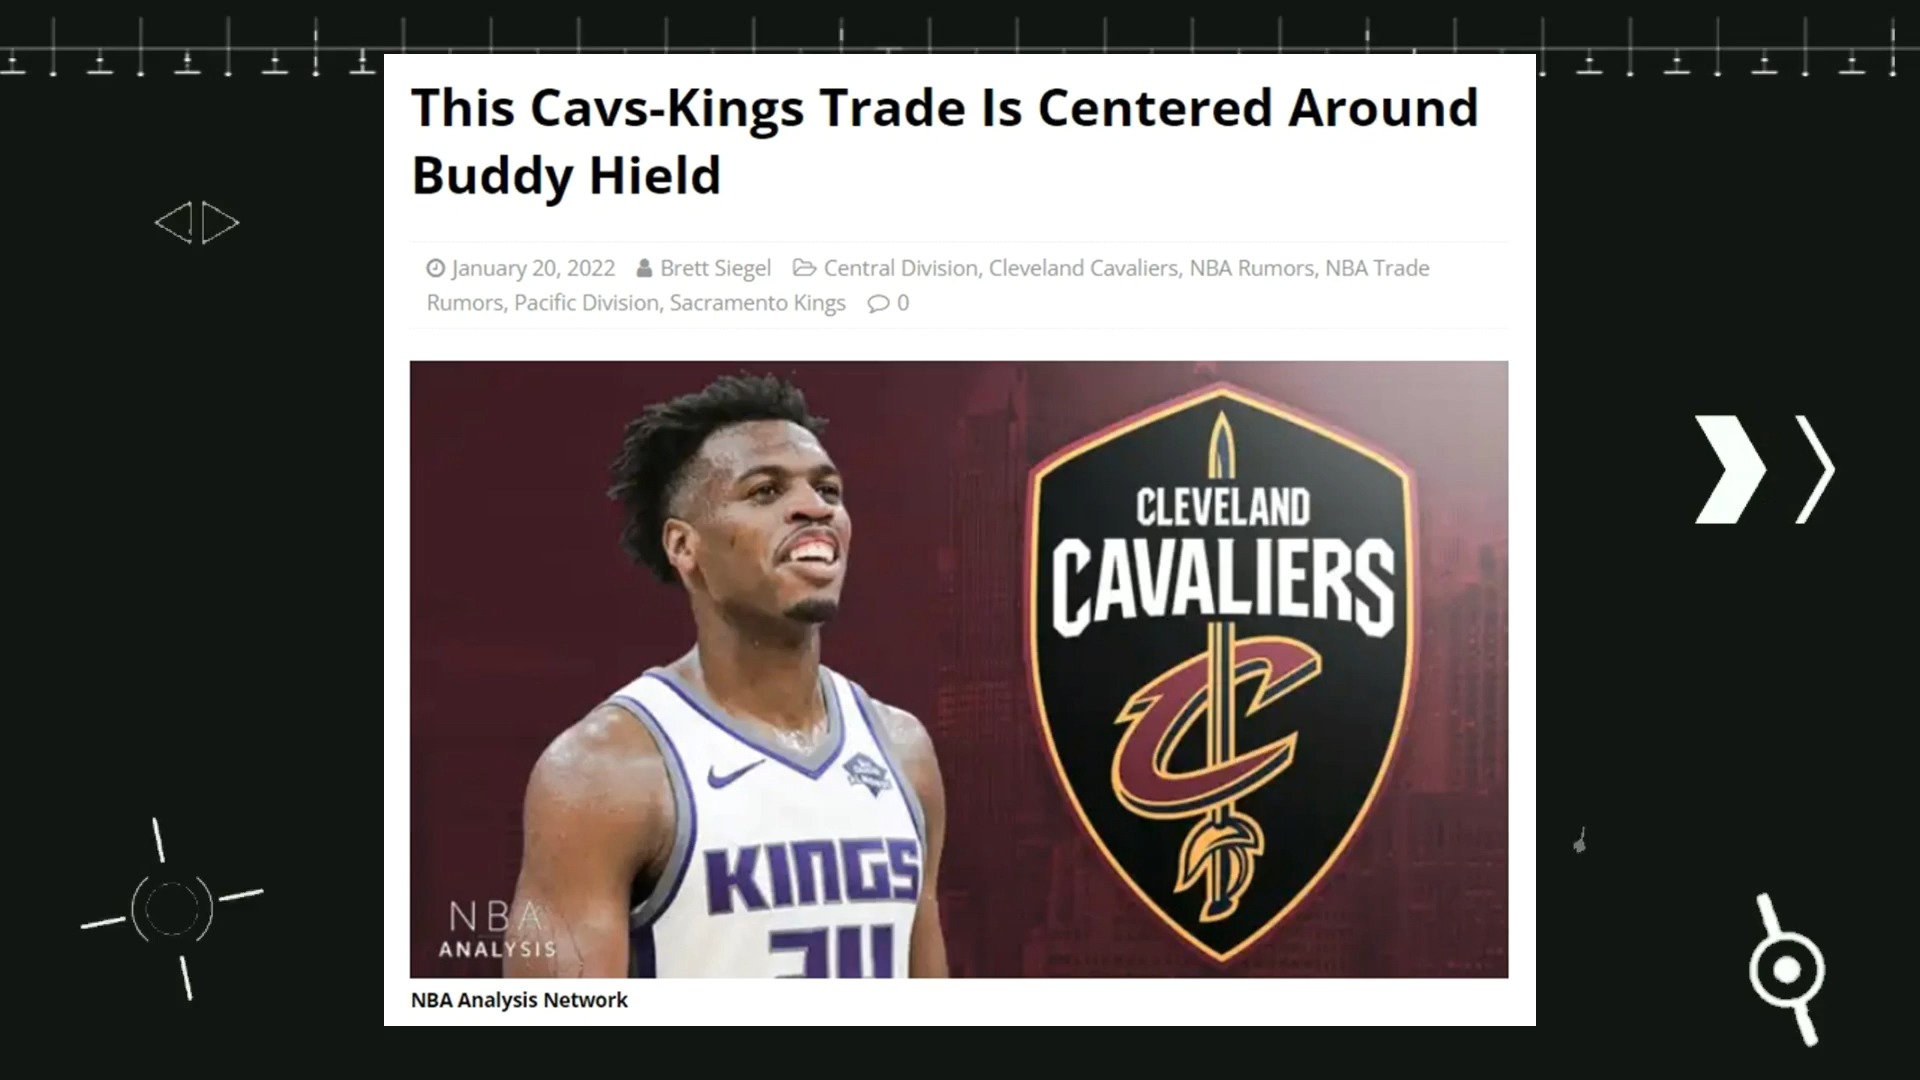 This Cavs-Kings Trade Is Centered Around
Buddy Hield
January 20, 2022 Brett Siegel Central Division, Cleveland Cavaliers, NBA Rumors, NBA Trade
Rumors, Pacific Division, Sacramento Kings 0
CLEVELAND
CAVALIERS
KINGS
24
NBA
ANALYSIS
NBA Analysis Network